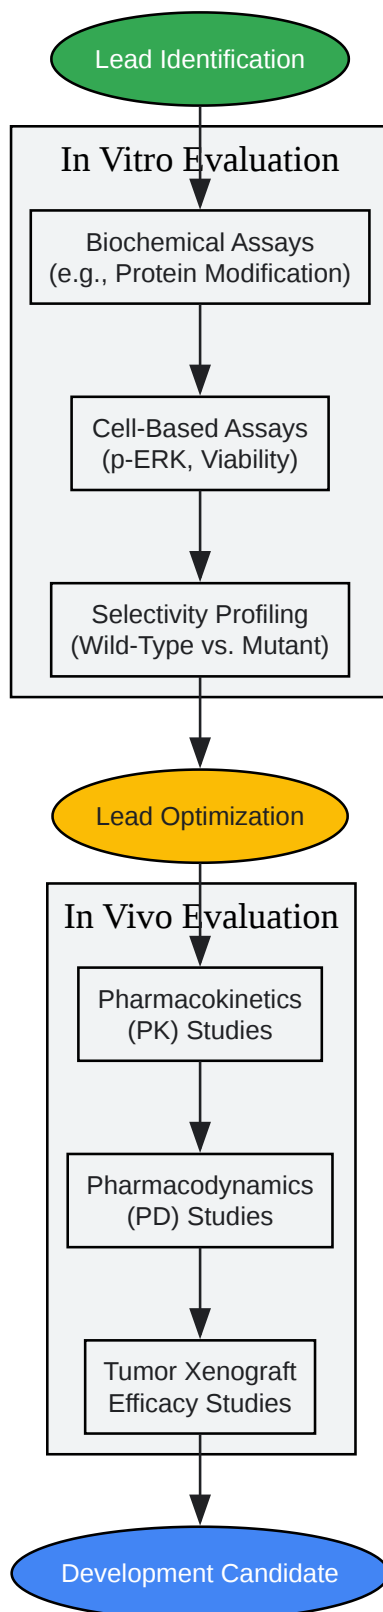 Lead Identification
In Vitro Evaluation
Biochemical Assays
(e.g., Protein Modification)
Cell-Based Assays
(p-ERK, Viability)
Selectivity Profiling
(Wild-Type vs. Mutant)
Lead Optimization
In Vivo Evaluation
Pharmacokinetics
(PK) Studies
Pharmacodynamics
(PD) Studies
Tumor Xenograft
Efficacy Studies
Development Candidate